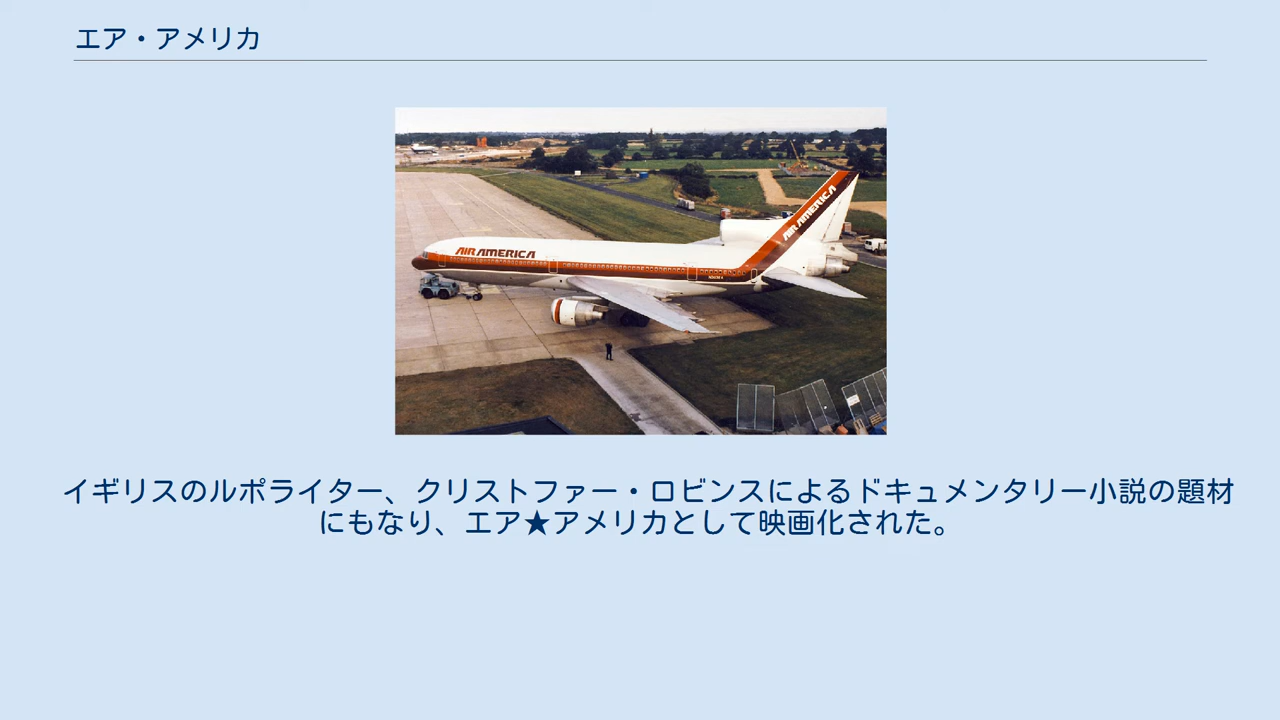 エア・アメリカ
AIR AMERICA
AIR AMERICA
イギリスのルポライター、クリストファー・ロビンスによるドキュメンタリー小説の題材
にもなり、エア★アメリカとして映画化された。